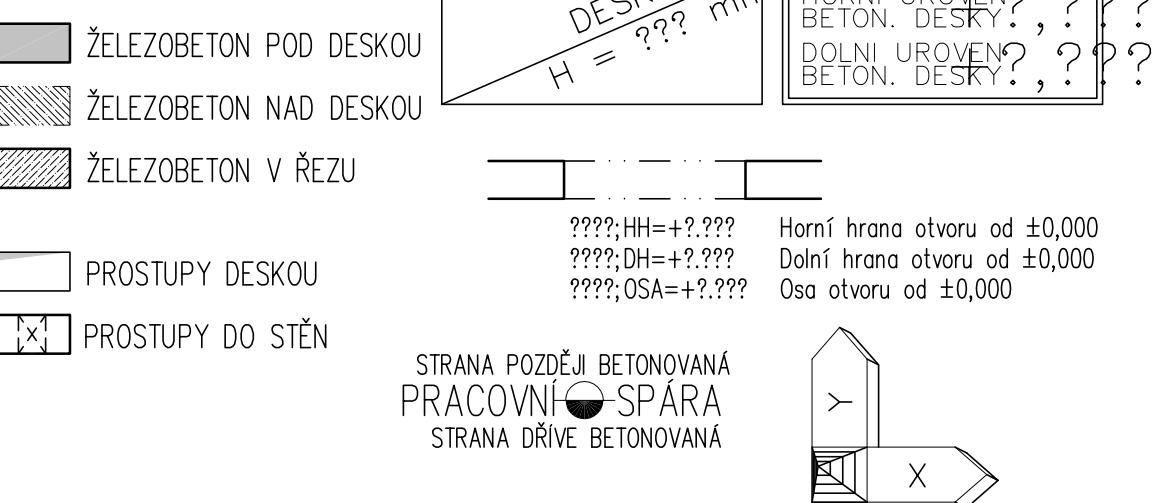 ŽELEZOBETON POD DESKOU
ŽELEZOBETON NAD DESKOU
ŽELEZOBETON V ŘEZU
PROSTUPY DESKOU
X PROSTUPY DO STĚN
H = ??? mm
BETON. DESKY
DOLNI UROVEN +?,???
BETON. DESKY
????;HH=+?.??? Horní hrana otvoru od ±0,000
????;DH=+?.??? Dolní hrana otvoru od ±0,000
????;OSA=+?.??? Osa otvoru od ±0,000
STRANA POZDĚJI BETONOVANÁ
PRACOVNÍ SPÁRA
STRANA DŘÍVE BETONOVANÁ
Y
X